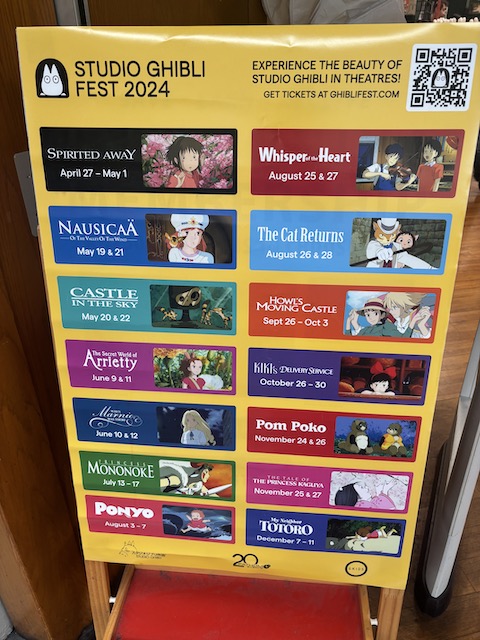 STUDIO GHIBLI
FEST 2024
EXPERIENCE THE BEAUTY OF
STUDIO GHIBLI IN THEATRES!
GET TICKETS AT GHIBLIFEST.COM
SPIRITED AWAY
April 27 – May 1
NAUSICAÄ
OF THE VALLEY OF THE WIND
May 19 & 21
CASTLE
IN THE SKY
May 20 & 22
The Secret World of
Arrietty
June 9 & 11
WHEN
Marnie
WAS THERE
June 10 & 12
PRINCESS
MONONOKE
July 13 – 17
PONYO
August 3 – 7
Whisper of the Heart
August 25 & 27
The Cat Returns
August 26 & 28
HOWL'S
MOVING CASTLE
Sept 26 – Oct 3
KIKI'S DELIVERY SERVICE
October 26 – 30
POM POKO
November 24 & 26
THE TALE OF
THE PRINCESS KAGUYA
November 25 & 27
My Neighbor
TOTORO
December 7 – 11
20
GKIDS